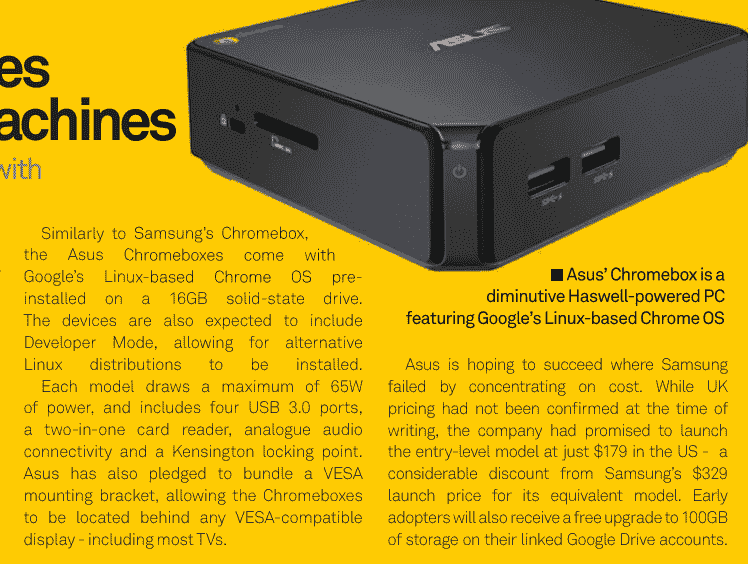 es
achines
with
ASUS
Similarly to Samsung's Chromebox,
the Asus Chromeboxes come with
Google's Linux-based Chrome OS pre-
installed on a 16GB solid-state drive.
The devices are also expected to include
Developer Mode, allowing for alternative
Linux distributions to be installed.
Each model draws a maximum of 65W
of power, and includes four USB 3.0 ports,
a two-in-one card reader, analogue audio
connectivity and a Kensington locking point.
Asus has also pledged to bundle a VESA
mounting bracket, allowing the Chromeboxes
to be located behind any VESA-compatible
display - including most TVs.
■ Asus' Chromebox is a
diminutive Haswell-powered PC
featuring Google's Linux-based Chrome OS
Asus is hoping to succeed where Samsung
failed by concentrating on cost. While UK
pricing had not been confirmed at the time of
writing, the company had promised to launch
the entry-level model at just $179 in the US - a
considerable discount from Samsung's $329
launch price for its equivalent model. Early
adopters will also receive a free upgrade to 100GB
of storage on their linked Google Drive accounts.